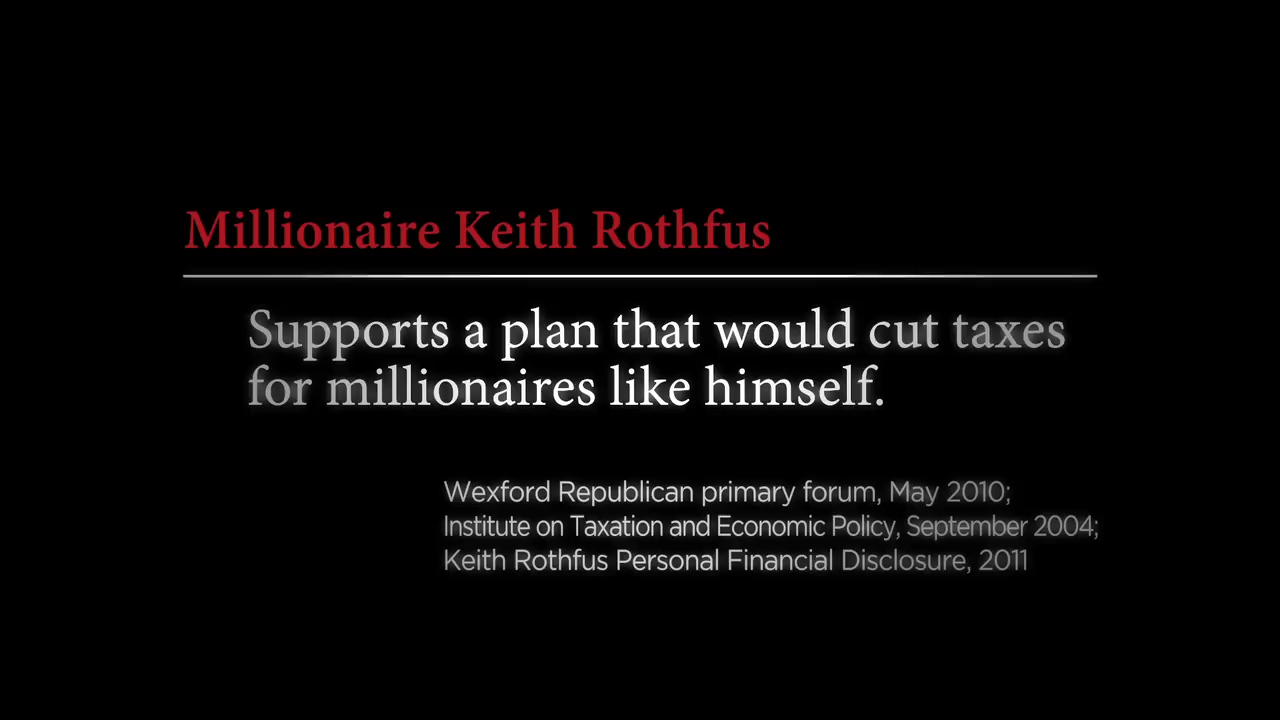 Millionaire Keith Rothfus
Supports a plan that would cut taxes
for millionaires like himself.
Wexford Republican primary forum, May 2010;
Institute on Taxation and Economic Policy, September 2004;
Keith Rothfus Personal Financial Disclosure, 2011